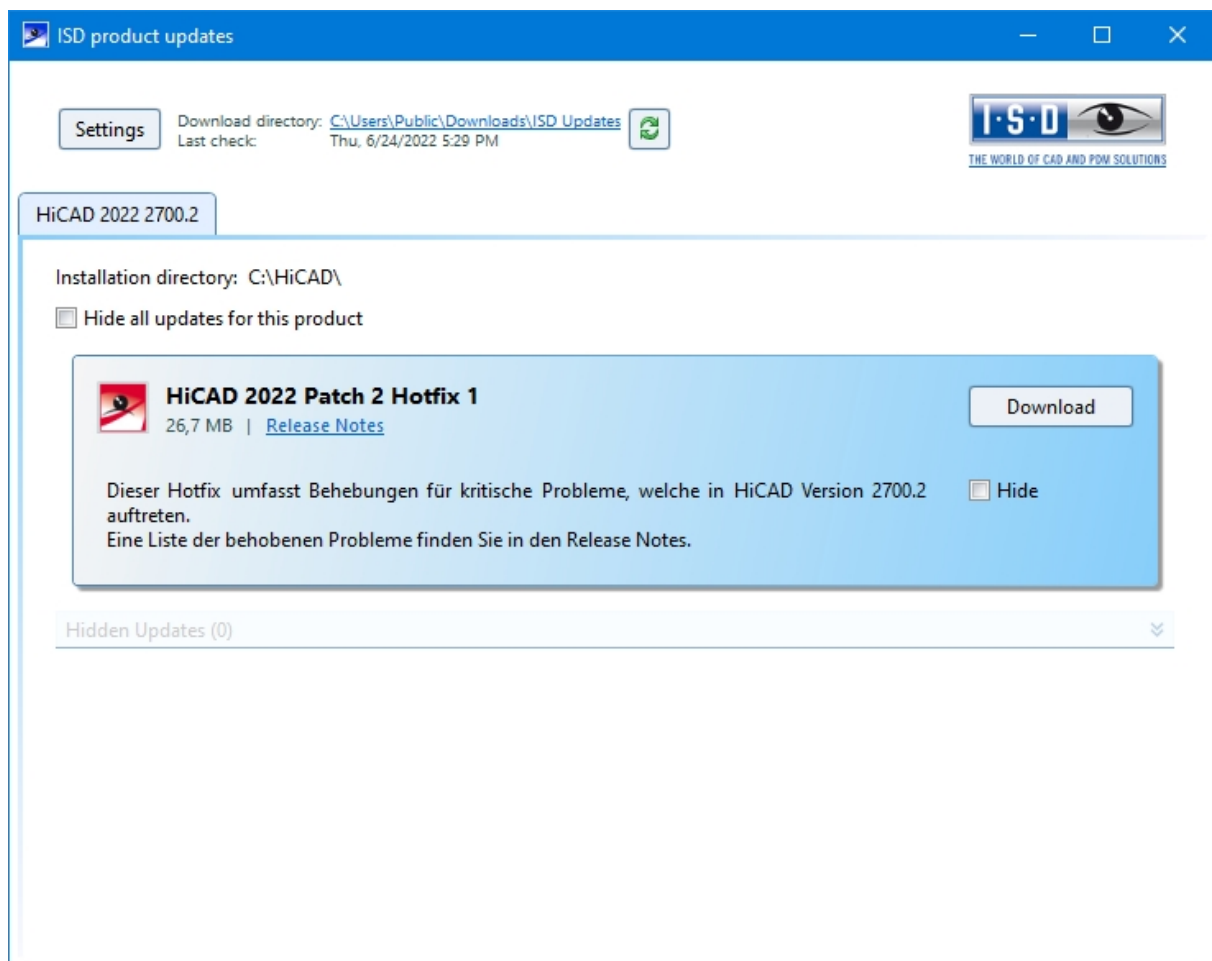 ISD product updates
Settings
Download directory: C:\Users\Public\Downloads\ISD Updates
Last check: Thu, 6/24/2022 5:29 PM
I·S·D
THE WORLD OF CAD AND PDM SOLUTIONS
HiCAD 2022 2700.2
Installation directory: C:\HiCAD\
Hide all updates for this product
HiCAD 2022 Patch 2 Hotfix 1
26,7 MB | Release Notes
Download
Dieser Hotfix umfasst Behebungen für kritische Probleme, welche in HiCAD Version 2700.2
auftreten.
Eine Liste der behobenen Probleme finden Sie in den Release Notes.
Hide
Hidden Updates (0)